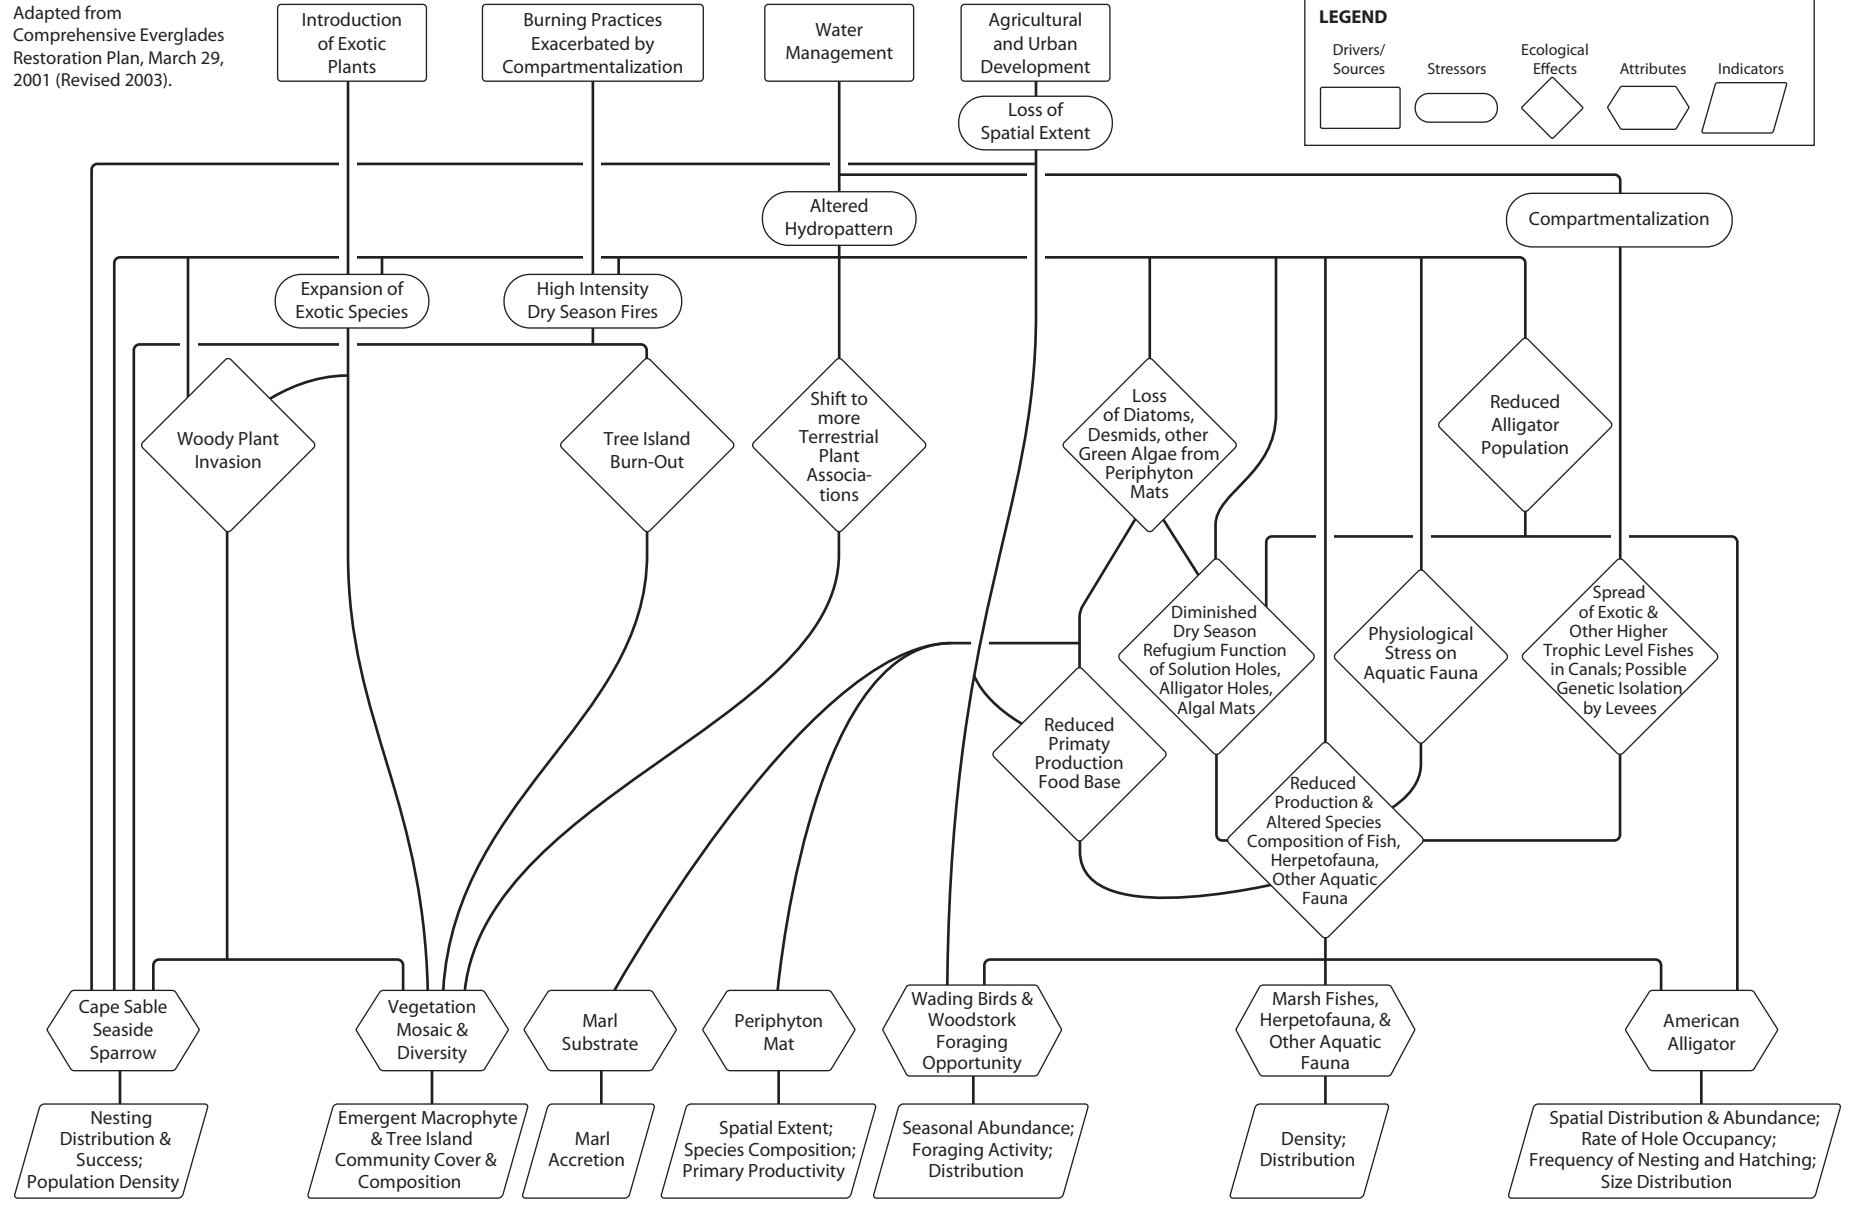 Adapted from
Comprehensive Everglades
Restoration Plan, March 29,
2001 (Revised 2003).
Introduction
of Exotic
Plants
Burning Practices
Exacerbated by
Compartmentalization
Water
Management
Agricultural
and Urban
Development
LEGEND
Drivers/
Sources
Stressors
Ecological
Effects
Attributes
Indicators
Loss of
Spatial Extent
Altered
Hydropattern
Compartmentalization
Expansion of
Exotic Species
High Intensity
Dry Season Fires
Woody Plant
Invasion
Tree Island
Burn-Out
Shift to
more
Terrestrial
Plant
Associa-
tions
Loss
of Diatoms,
Desmids, other
Green Algae from
Periphyton
Mats
Reduced
Alligator
Population
Diminished
Dry Season
Refugium Function
of Solution Holes,
Alligator Holes,
Algal Mats
Physiological
Stress on
Aquatic Fauna
Spread
of Exotic &
Other Higher
Trophic Level Fishes
in Canals; Possible
Genetic Isolation
by Levees
Reduced
Primaty
Production
Food Base
Reduced
Production &
Altered Species
Composition of Fish,
Herpetofauna,
Other Aquatic
Fauna
Cape Sable
Seaside
Sparrow
Vegetation
Mosaic &
Diversity
Marl
Substrate
Periphyton
Mat
Wading Birds &
Woodstork
Foraging
Opportunity
Marsh Fishes,
Herpetofauna, &
Other Aquatic
Fauna
American
Alligator
Nesting
Distribution &
Success;
Population Density
Emergent Macrophyte
& Tree Island
Community Cover &
Composition
Marl
Accretion
Spatial Extent;
Species Composition;
Primary Productivity
Seasonal Abundance;
Foraging Activity;
Distribution
Density;
Distribution
Spatial Distribution & Abundance;
Rate of Hole Occupancy;
Frequency of Nesting and Hatching;
Size Distribution